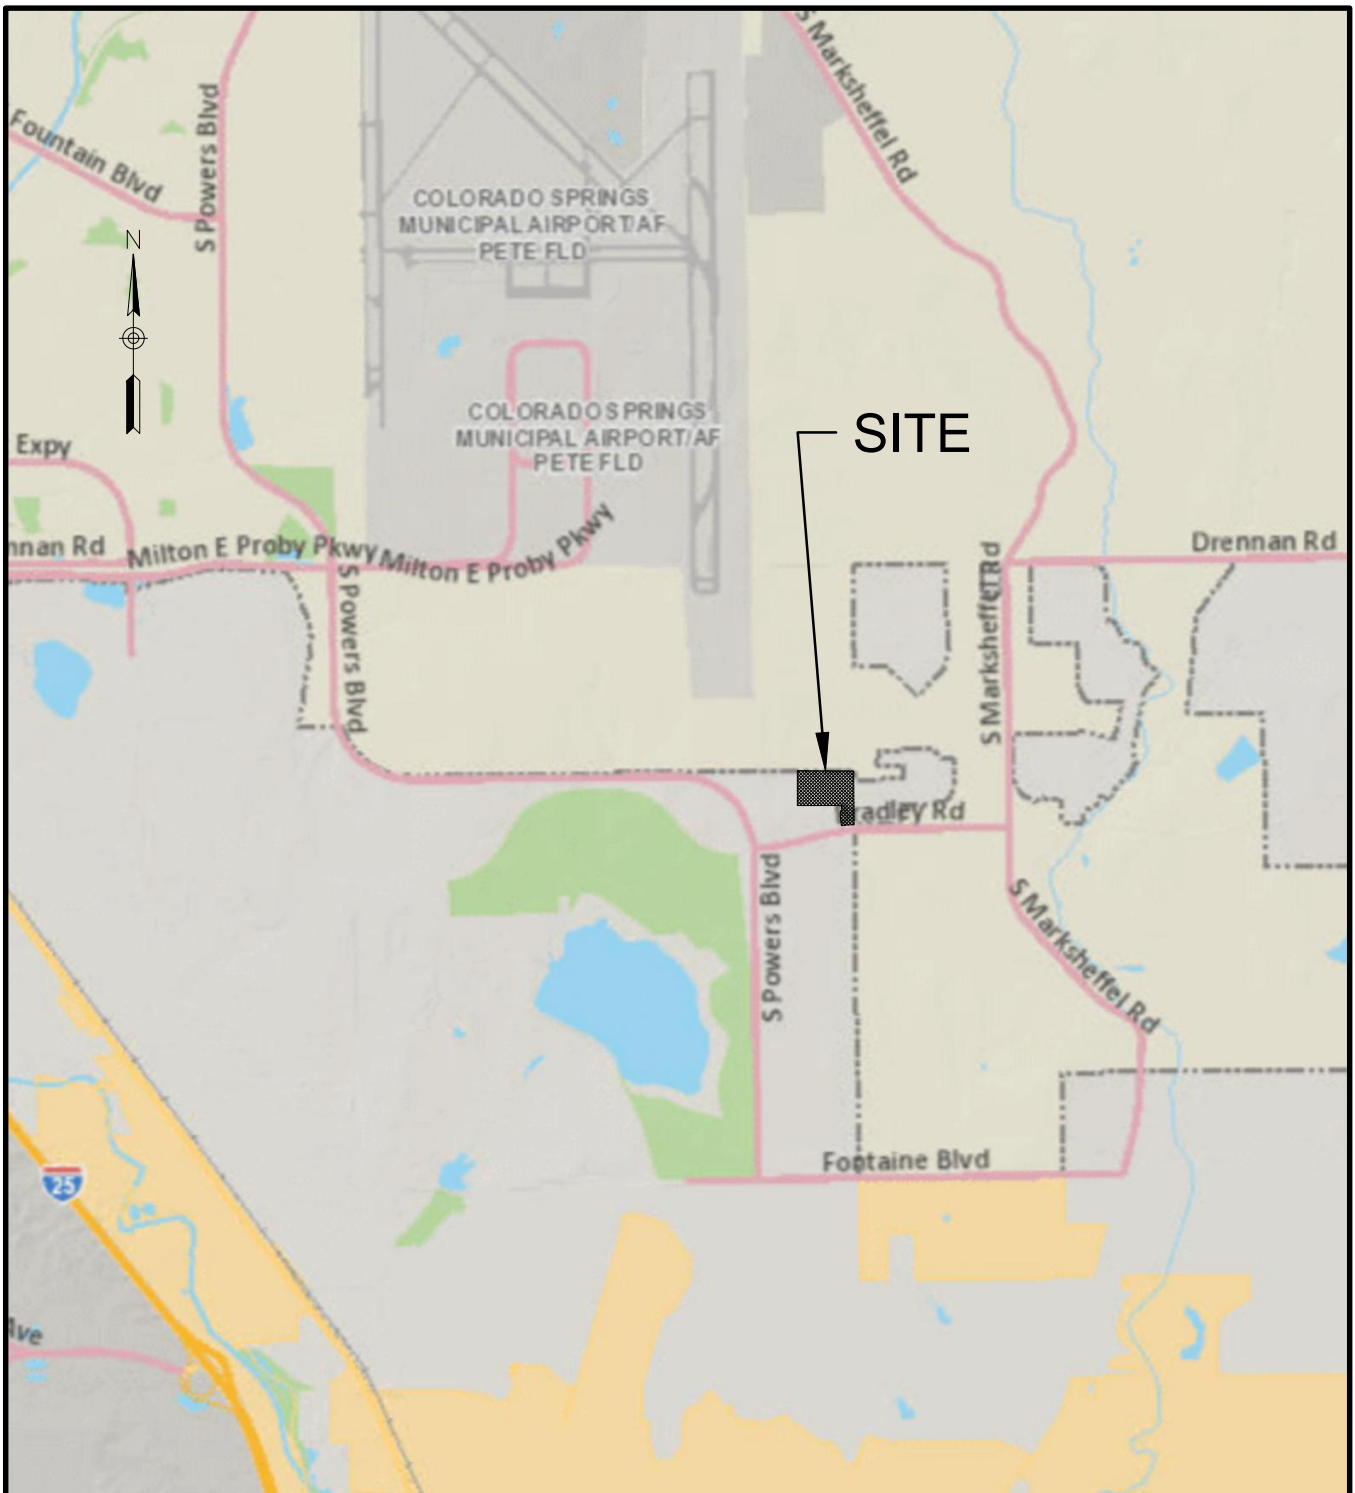 S Marksheffel Rd
S Powers Blvd
Fountain Blvd
COLORADO SPRINGS
MUNICIPAL AIRPORT/AF
PETE FLD
N
COLORADO SPRINGS
MUNICIPAL AIRPORT/AF
PETE FLD
SITE
Expy
nnan Rd
Milton E Proby Pkwy
Milton E Proby Pkwy
Drennan Rd
S Powers Blvd
S Marksheffel Rd
Bradley Rd
S Powers Blvd
S Marksheffel Rd
Fontaine Blvd
25
Ave